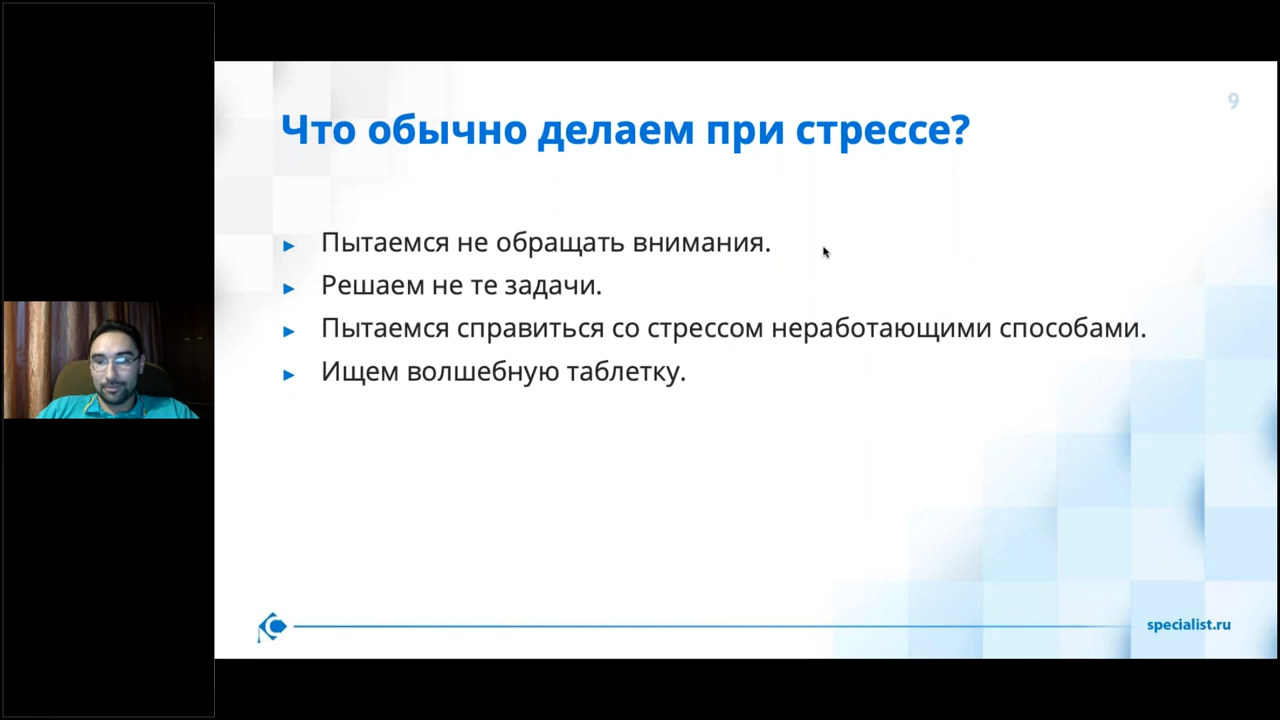 9
Что обычно делаем при стрессе?
► Пытаемся не обращать внимания.
► Решаем не те задачи.
► Пытаемся справиться со стрессом неработающими способами.
► Ищем волшебную таблетку.
specialist.ru